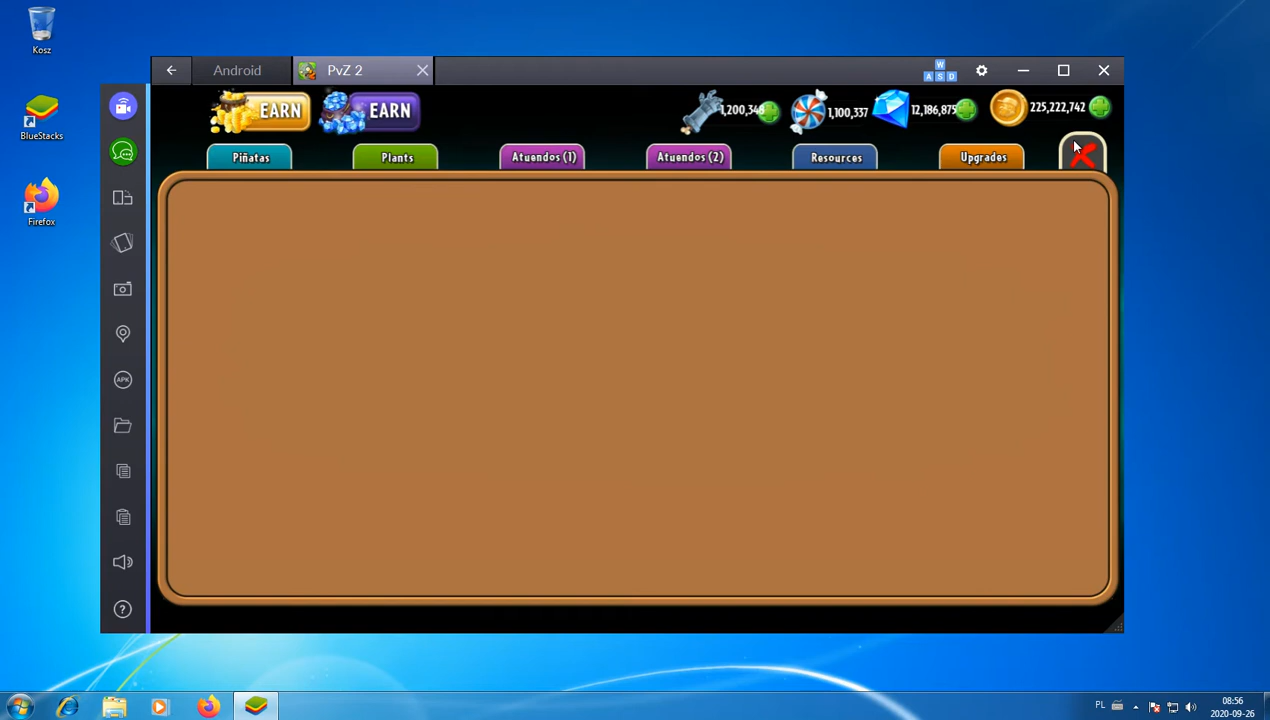 Kosz
BlueStacks
Firefox
Android
PvZ 2
W
A S D
EARN
EARN
1,200,348
1,100,337
12,186,875
225,222,742
Piñatas
Plants
Atuendos (1)
Atuendos (2)
Resources
Upgrades
APK
?
PL
08:56
2020-09-26